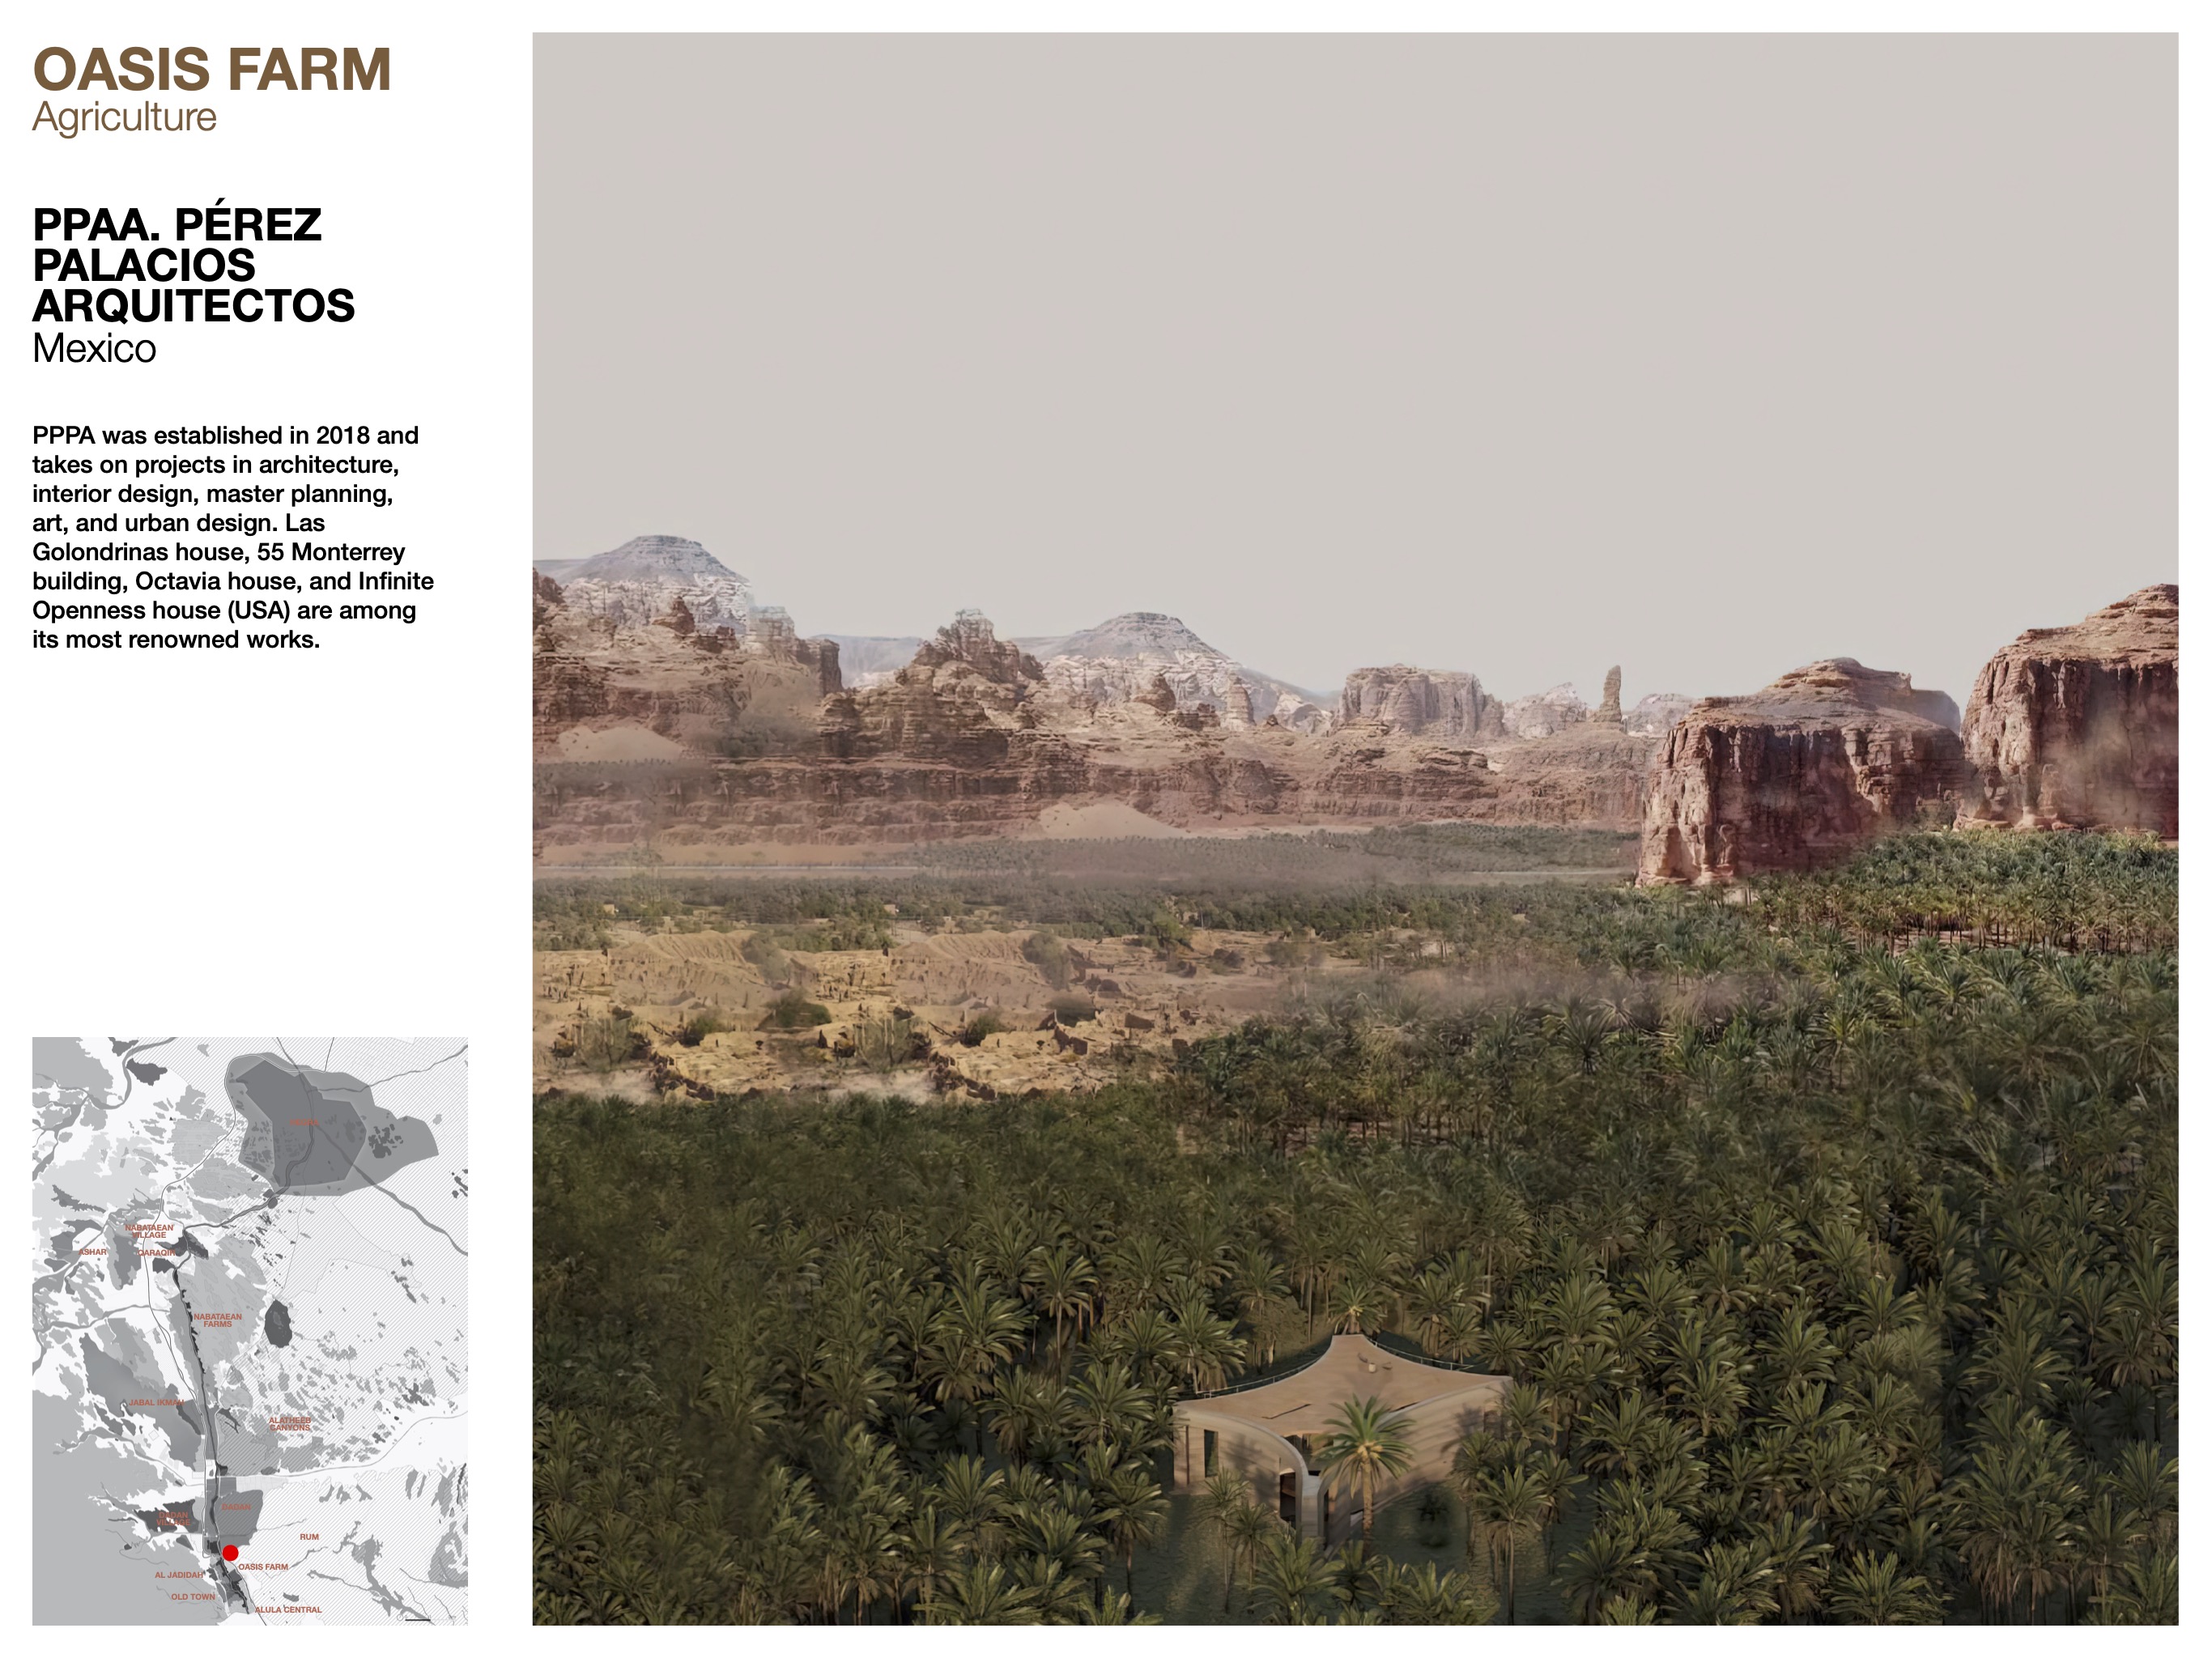 OASIS FARM
Agriculture
PPAA. PÉREZ
PALACIOS
ARQUITECTOS
Mexico
PPPA was established in 2018 and
takes on projects in architecture,
interior design, master planning,
art, and urban design. Las
Golondrinas house, 55 Monterrey
building, Octavia house, and Infinite
Openness house (USA) are among
its most renowned works.
NABATAEAN
VILLAGE
ASHAR
QARAQIR
NABATAEAN
FARMS
JABAL IKMAH
ALATHEEB
CANYONS
DADAN
DADAN
VILLAGE
RUM
OASIS FARM
AL JADIDAH
OLD TOWN
ALULA CENTRAL